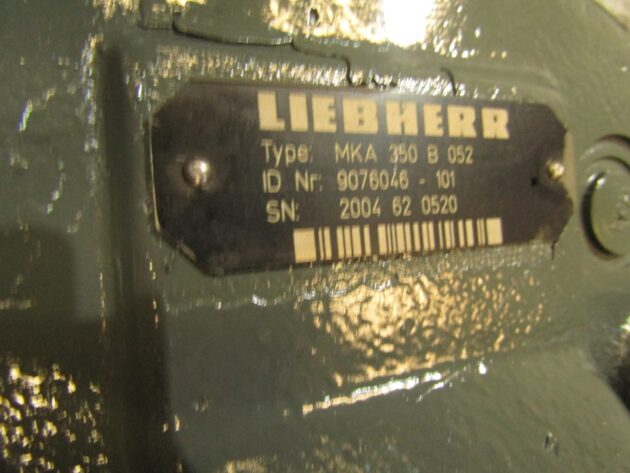 LIEBHERR
Type: MKA 350 B 052
ID Nr: 9076046 - 101
SN: 2004 62 0520